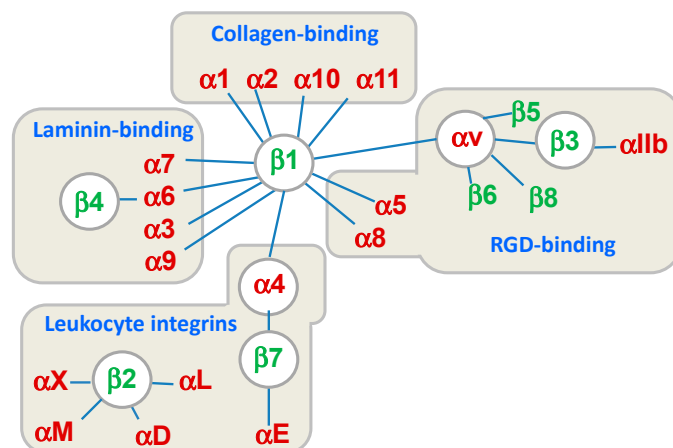 Collagen-binding
α1 α2 α10 α11
Laminin-binding
α7
β4 α6
α3
α9
β1
αv β5 β3 αIIb
β6 β8
α5
α8
RGD-binding
α4
Leukocyte integrins
β7
αX β2 αL
αM αD αE